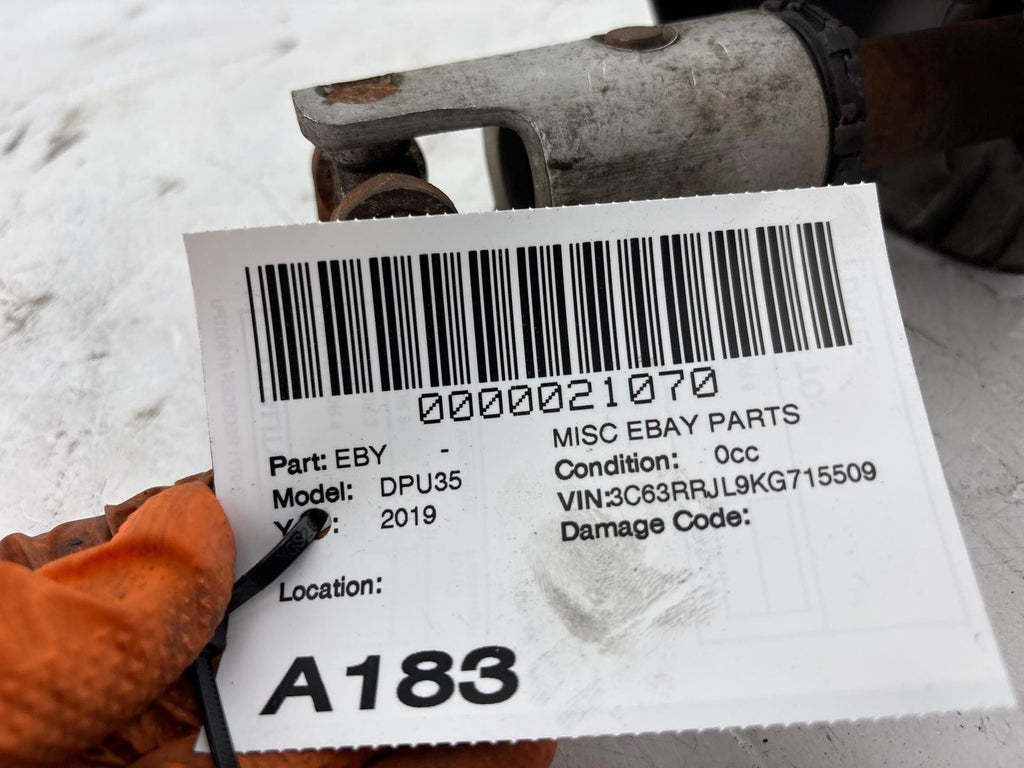 0000021070
Part: EBY - MISC EBAY PARTS
Model: DPU35 Condition: 0cc
2019 VIN:3C63RRJL9KG715509
Damage Code:
Location:
A183